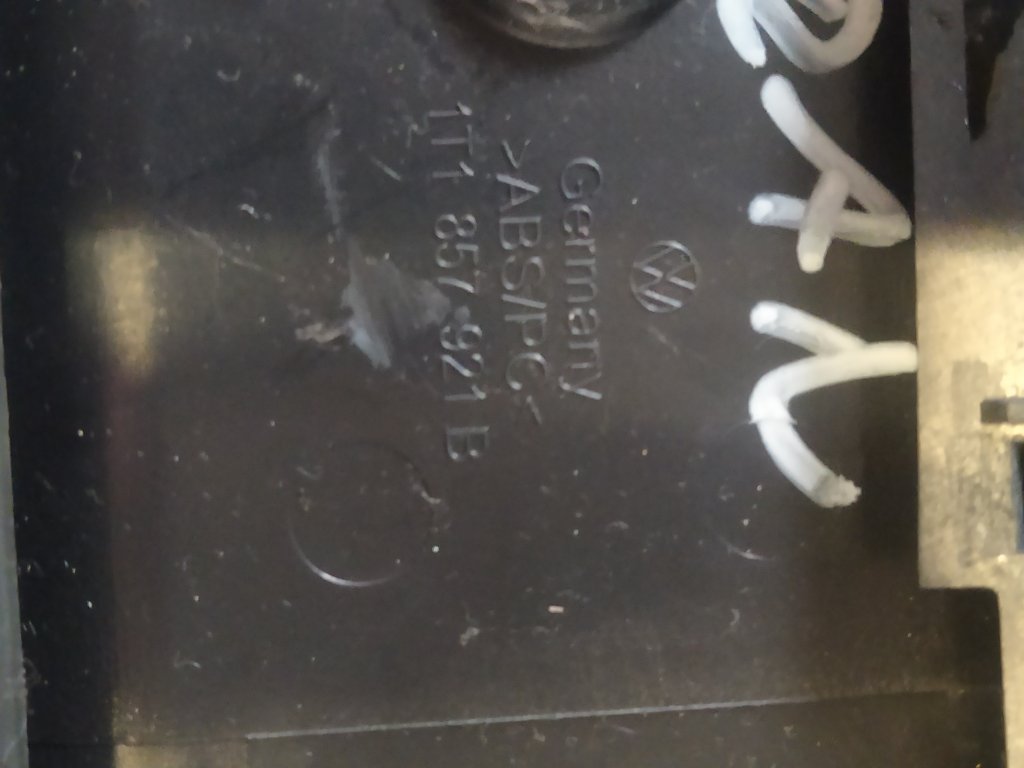 Germany
>ABS/PC<
1T1 857 921 B